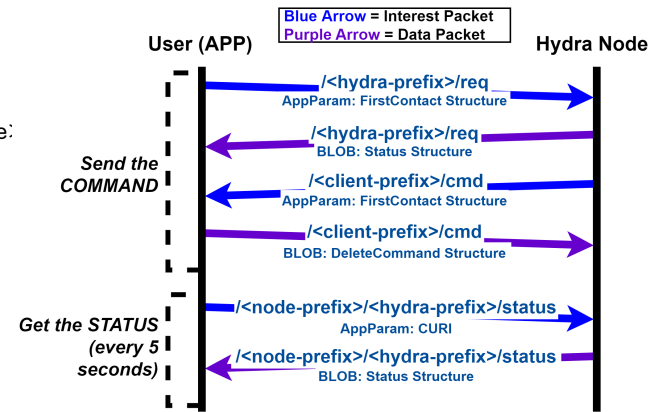 Blue Arrow = Interest Packet
Purple Arrow = Data Packet
User (APP)
Hydra Node
/<hydra-prefix>/req
AppParam: FirstContact Structure
/<hydra-prefix>/req
BLOB: Status Structure
e>
Send the
COMMAND
/<client-prefix>/cmd
AppParam: FirstContact Structure
/<client-prefix>/cmd
BLOB: DeleteCommand Structure
Get the STATUS
(every 5
seconds)
/<node-prefix>/<hydra-prefix>/status
AppParam: CURI
/<node-prefix>/<hydra-prefix>/status
BLOB: Status Structure